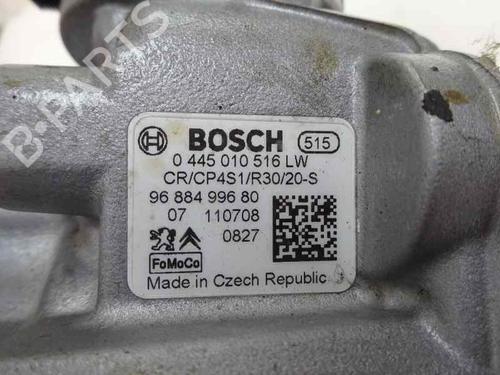 B-PARTS
BOSCH 515
0 445 010 516 LW
CR/CP4S1/R30/20-S
96 884 996 80
07 110708
0827
FoMoCo
Made in Czech Republic